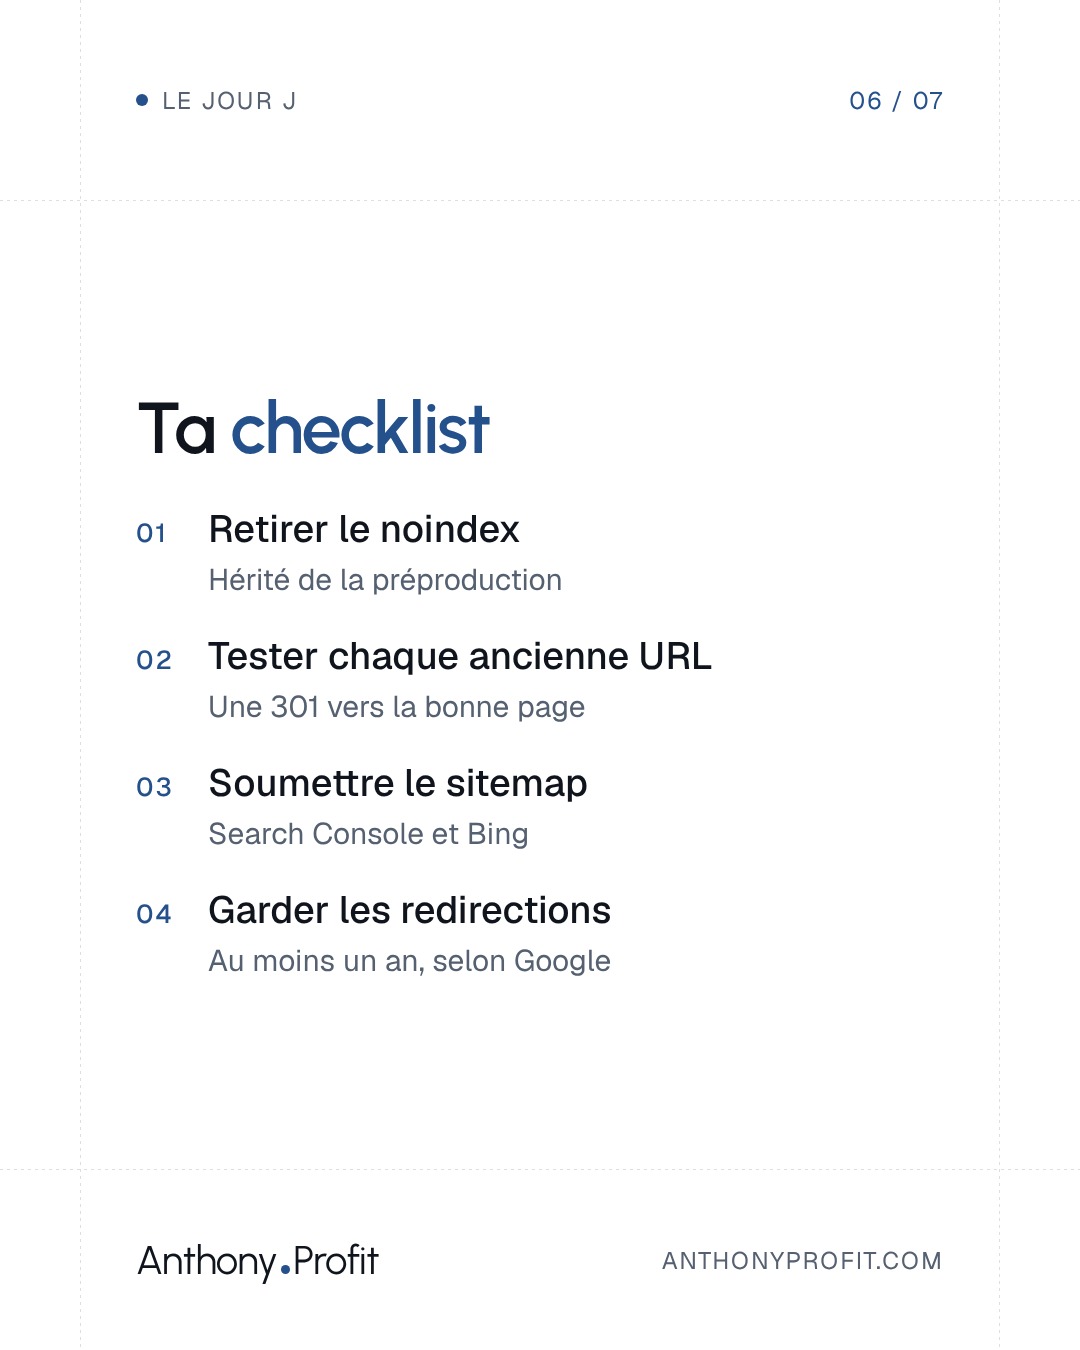 LE JOUR J
06 / 07
Ta checklist
01 Retirer le noindex
Hérité de la préproduction
02 Tester chaque ancienne URL
Une 301 vers la bonne page
03 Soumettre le sitemap
Search Console et Bing
04 Garder les redirections
Au moins un an, selon Google
Anthony.Profit
ANTHONYPROFIT.COM